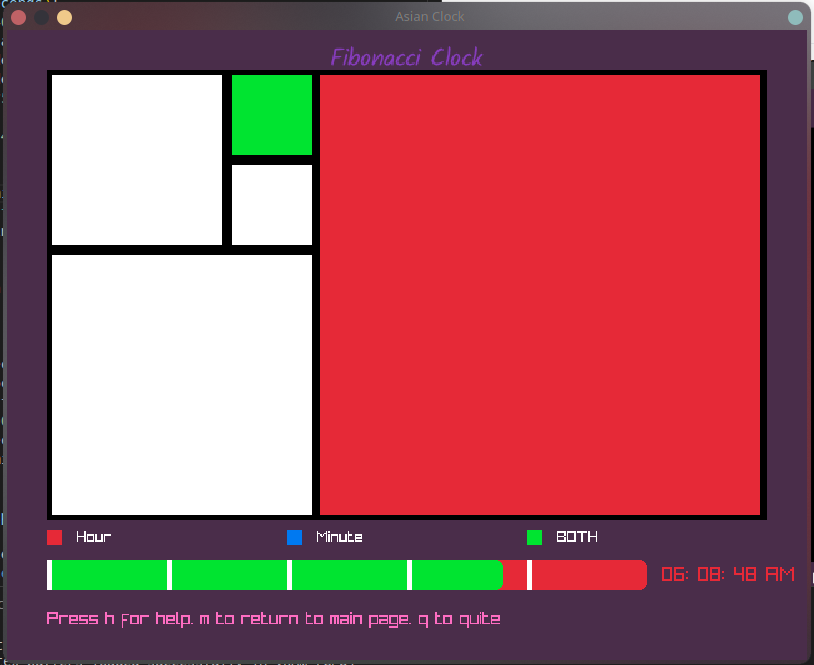 Asian Clock
Fibonacci Clock
Hour Minute BOTH
06: 08: 48 AM
Press h for help. m to return to main page. q to quite